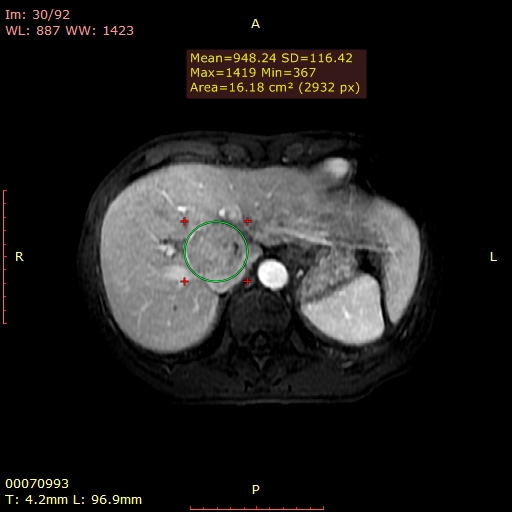 Im: 30/92
WL: 887 WW: 1423
A
Mean=948.24 SD=116.42
Max=1419 Min=367
Area=16.18 cm² (2932 px)
R
L
00070993
T: 4.2mm L: 96.9mm
P